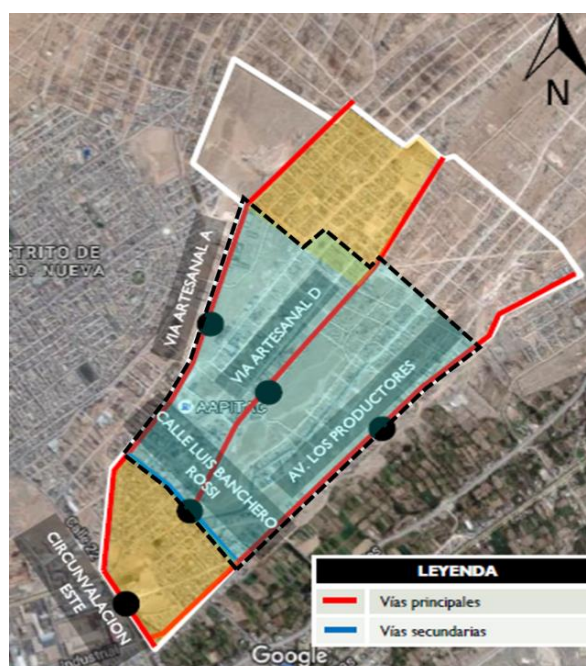 N
STRITO DE
AD. NUEVA
VIA ARTESANAL A
VIA ARTESANAL D
AAPITAC
CALLE LUIS BANCHERO
ROSSI
AV. LOS PRODUCTORES
CIRCUNVALACION
ESTE
LEYENDA
Vías principales
Vías secundarias
Google